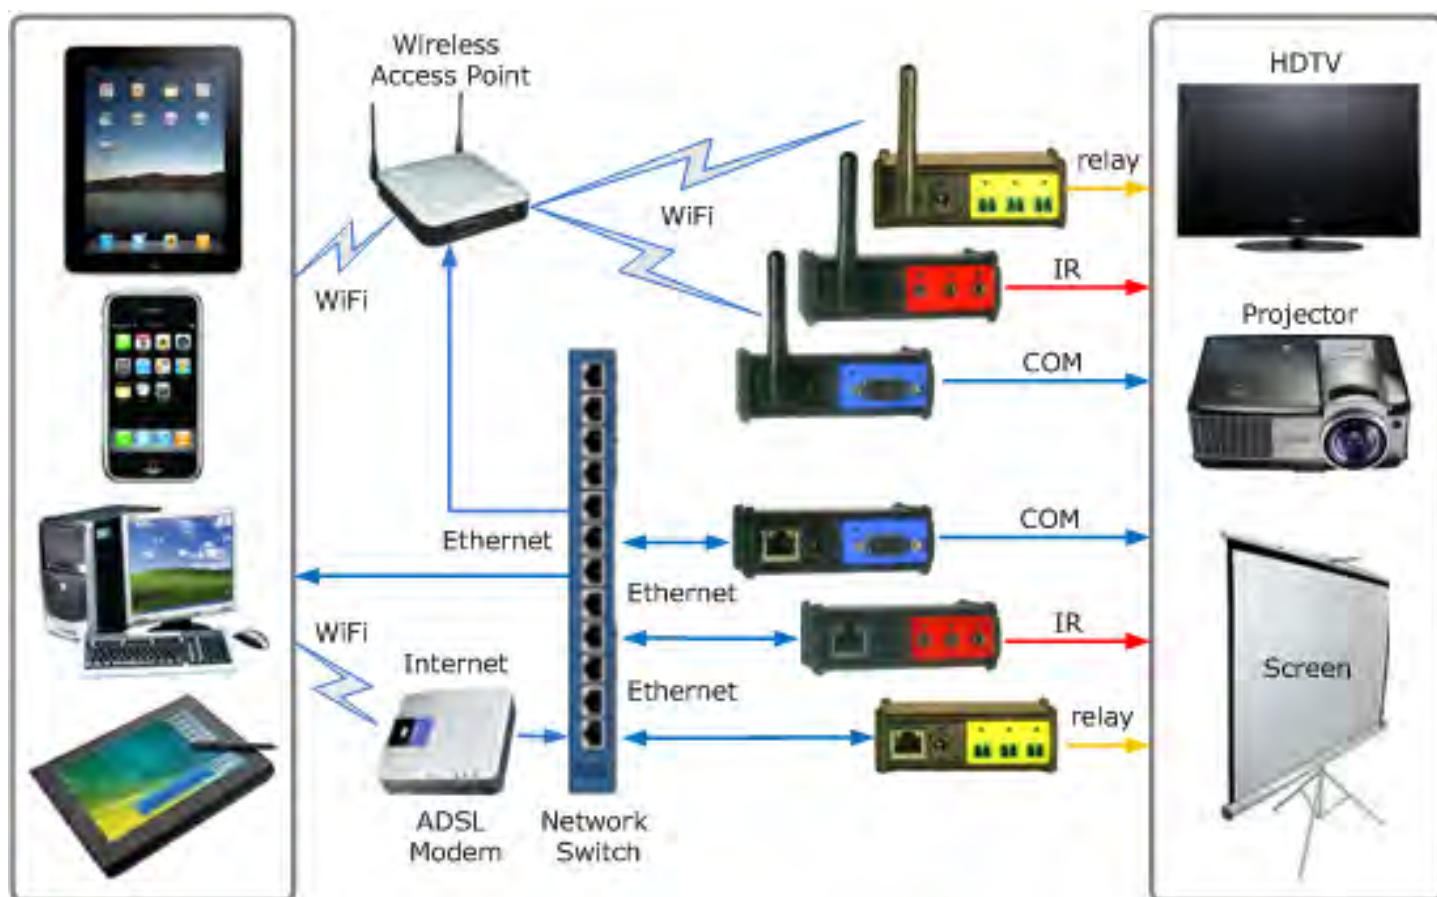 Wireless
Access Point
HDTV
relay
WiFi
IR
WiFi
Projector
COM
Ethernet
COM
Ethernet
WiFi
IR
Internet
Screen
Ethernet
relay
ADSL
Modem
Network
Switch